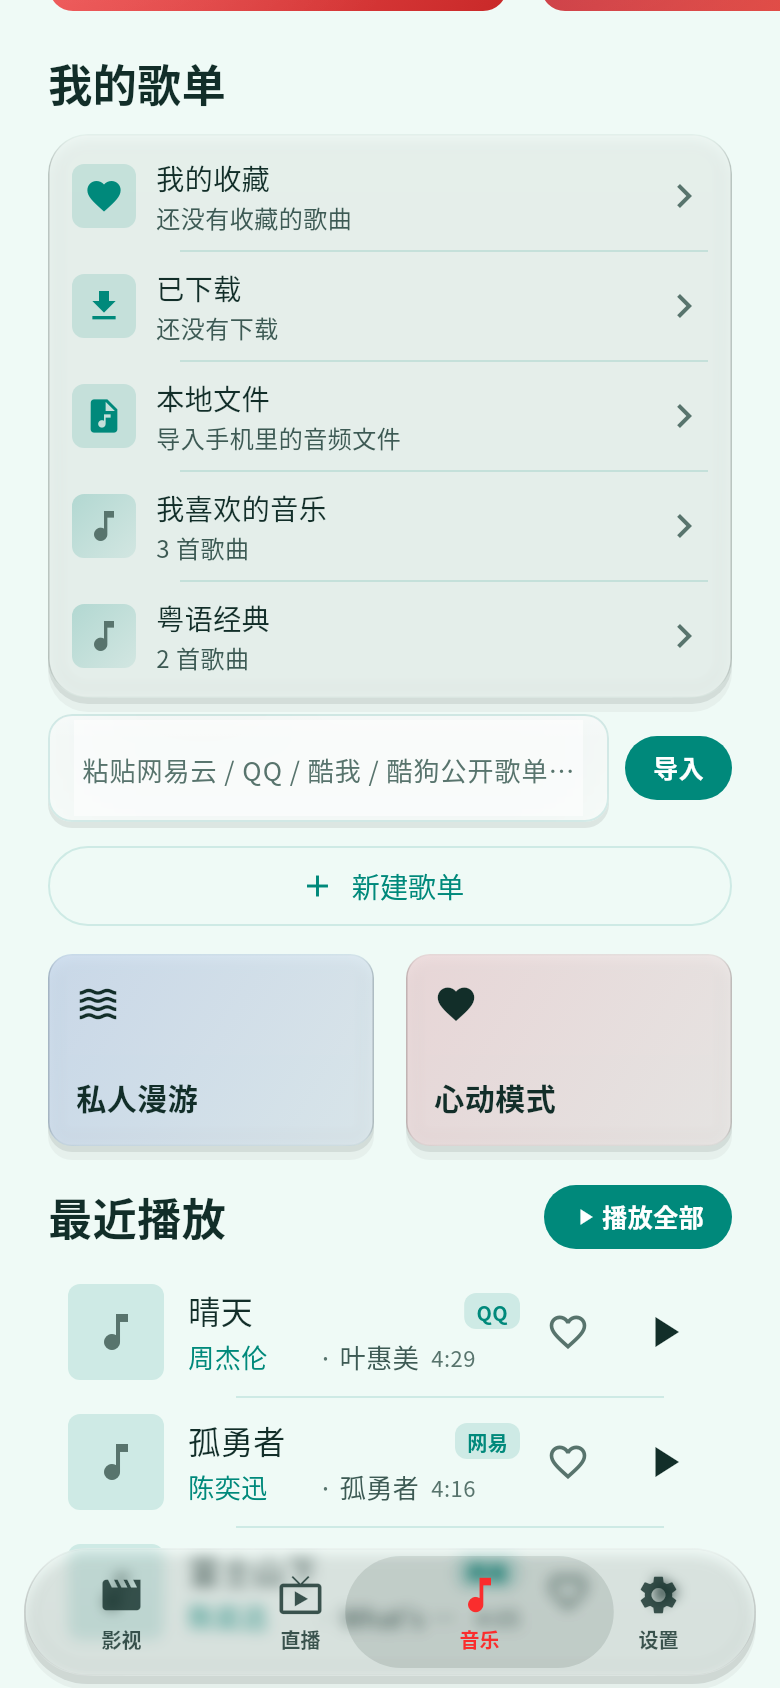 我的歌单
我的收藏
还没有收藏的歌曲
已下载
还没有下载
本地文件
导入手机里的音频文件
我喜欢的音乐
3 首歌曲
粤语经典
2 首歌曲
粘贴网易云 / QQ / 酷我 / 酷狗公开歌单…
导入
新建歌单
私人漫游
心动模式
最近播放
播放全部
晴天
QQ
周杰伦 · 叶惠美 4:29
孤勇者
网易
陈奕迅 · 孤勇者 4:16
影视
直播
音乐
设置